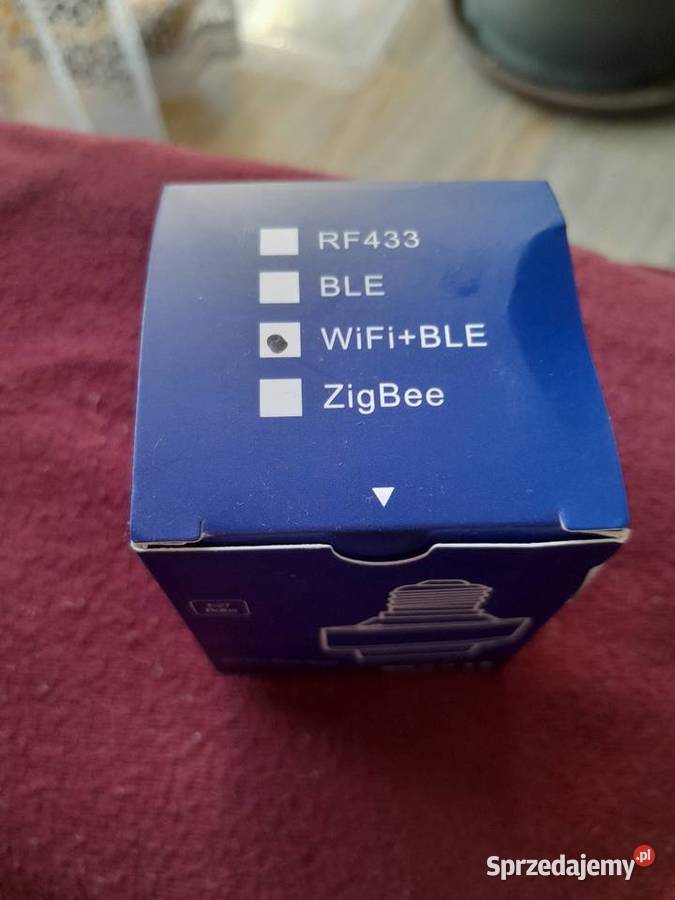 RF433
BLE
WiFi+BLE
ZigBee
Sprzedajemy.pl